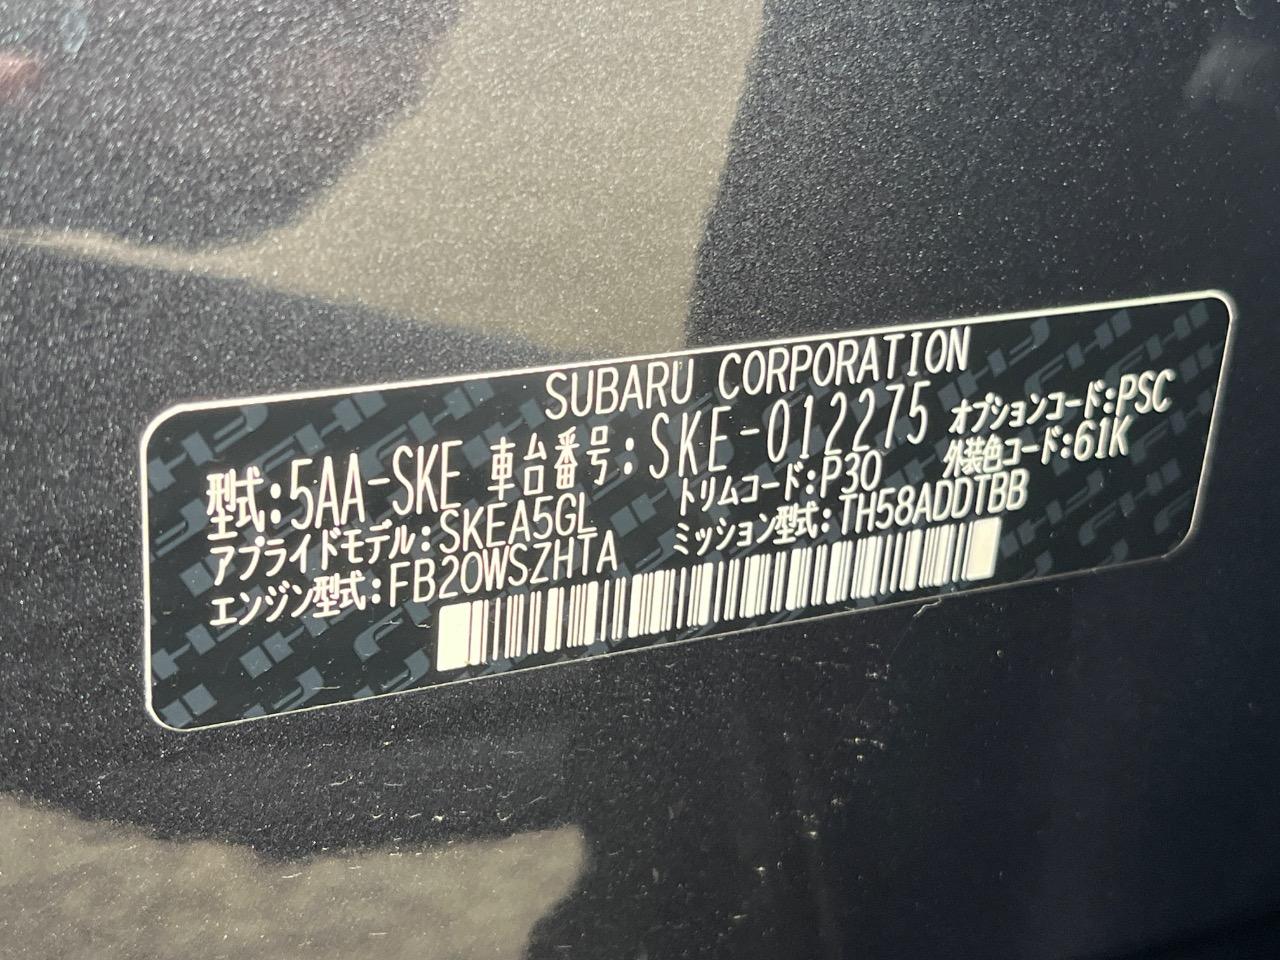 SUBARU CORPORATION
型式:5AA-SKE 車台番号:SKE-012275 オプションコード:PSC
アプライドモデル:SKEA5GL トリムコード:P30 外装色コード:61K
エンジン型式:FB20WSZHTA ミッション型式:TH58ADDTBB